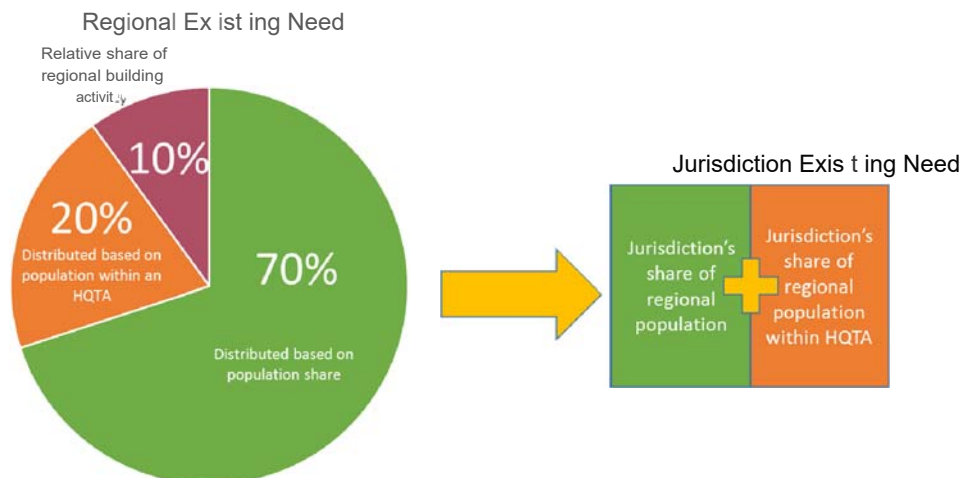 Regional Ex ist ing Need
Relative share of
regional building
activit
10%
20%
Distributed based on
population within an
HQTA
70%
Distributed based on
population share
Jurisdiction Exis t ing Need
Jurisdiction's
share of
regional
population
Jurisdiction's
share of
regional
population
within HQTA